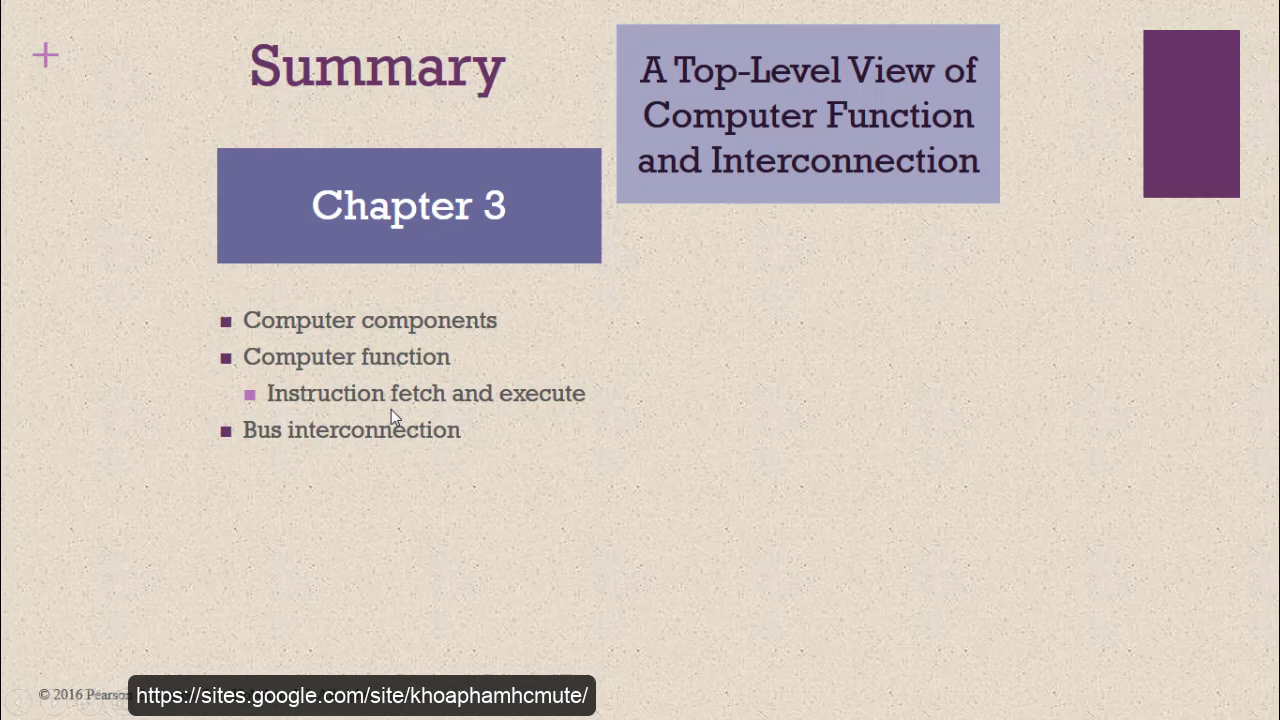 Summary
A Top-Level View of
Computer Function
and Interconnection
Chapter 3
Computer components
Computer function
Instruction fetch and execute
Bus interconnection
© 2016 Pearson
https://sites.google.com/site/khoaphamhcmute/